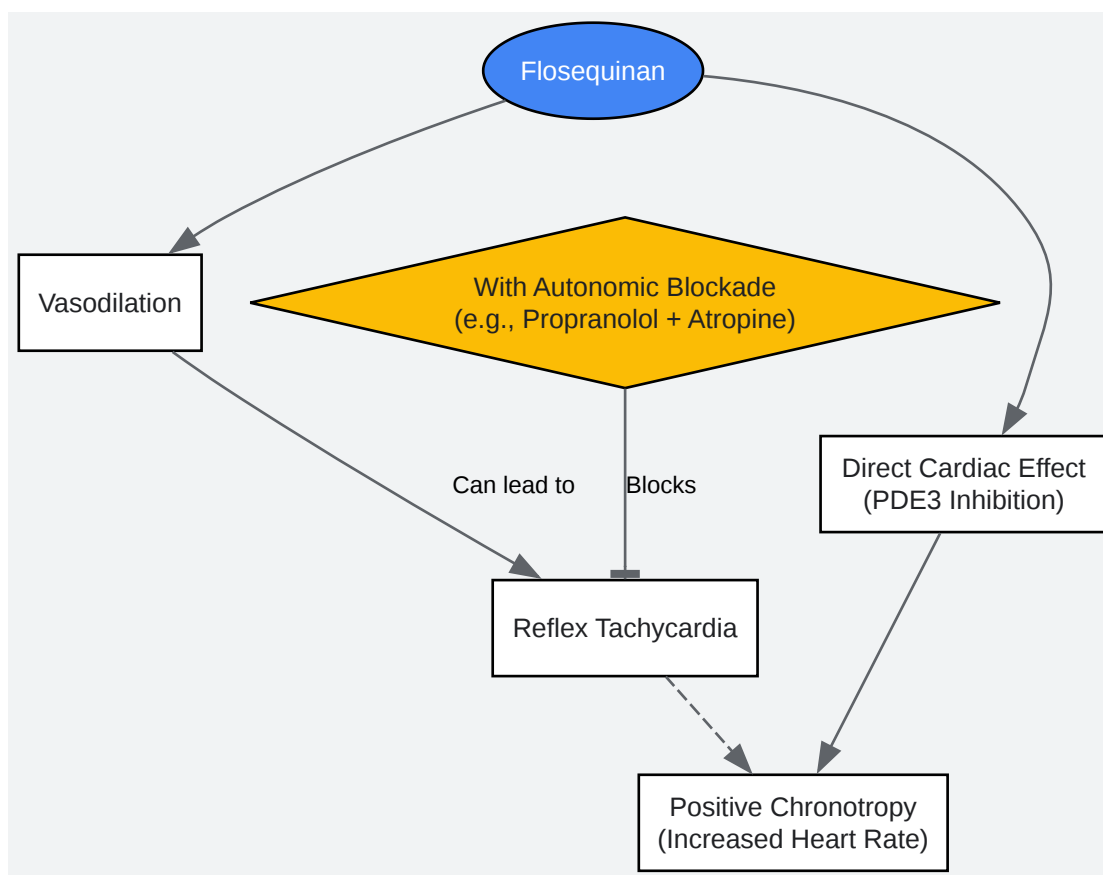 Flosequinan
Vasodilation
With Autonomic Blockade
(e.g., Propranolol + Atropine)
Direct Cardiac Effect
(PDE3 Inhibition)
Can lead to
Blocks
Reflex Tachycardia
Positive Chronotropy
(Increased Heart Rate)